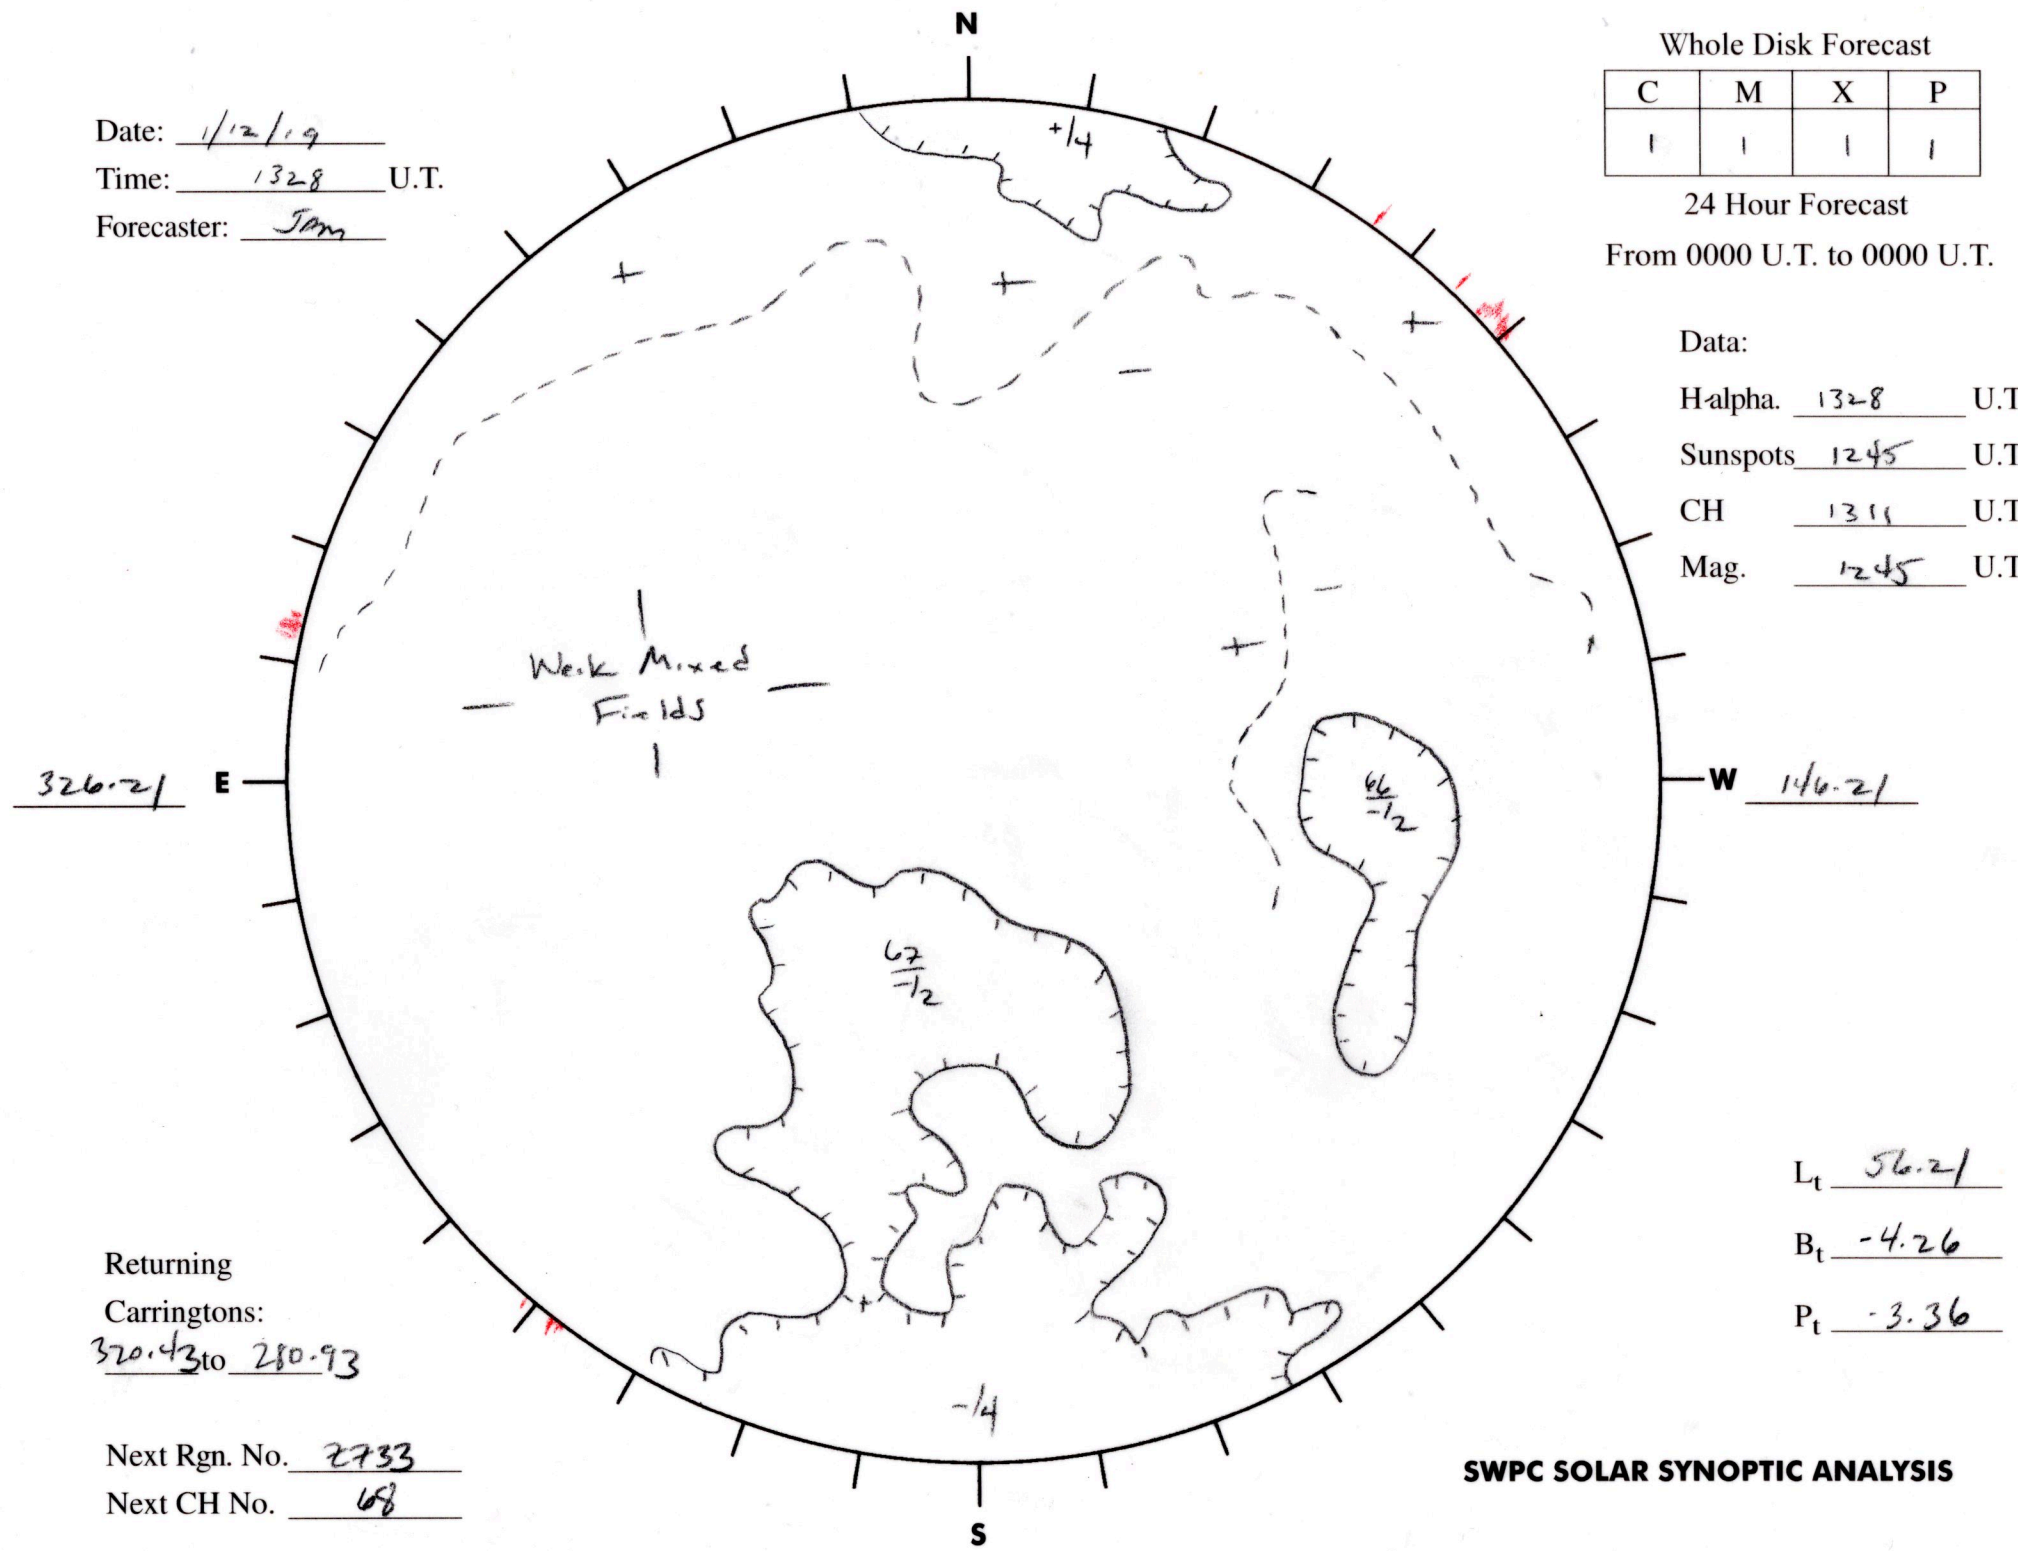 N
Whole Disk Forecast
C M X P
1 1 1 1
24 Hour Forecast
From 0000 U.T. to 0000 U.T.
Date: 1/12/19
Time: 1328 U.T.
Forecaster: Jam
+/4
+
+
+
-
Data:
H-alpha. 1328 U.T
Sunspots 1245 U.T
CH 1311 U.T
Mag. 1245 U.T
-
+
Weak Mixed
Fields
326.21 E
W 146.21
66
-/2
67
-/2
+
-/4
Lt 56.21
Bt -4.26
Pt -3.36
Returning
Carringtons:
320.43 to 280.93
Next Rgn. No. 2733
Next CH No. 68
SWPC SOLAR SYNOPTIC ANALYSIS
S